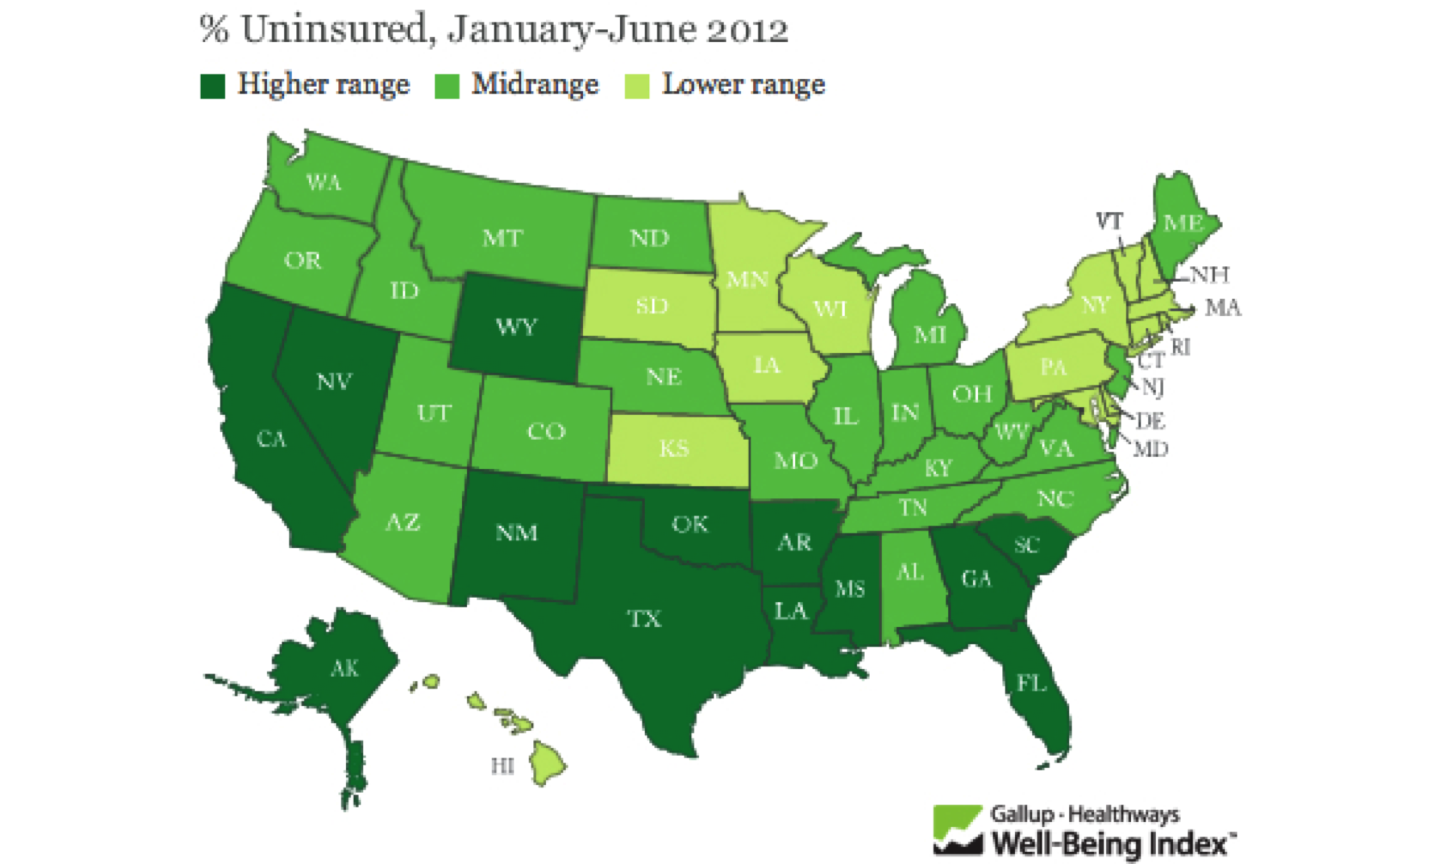 % Uninsured, January-June 2012
Higher range Midrange Lower range
WA
MT
ND
VT
ME
OR
ID
MN
NH
SD
WI
NY
MA
WY
MI
RI
CT
IA
PA
NV
NE
NJ
UT
CO
IL
IN
OH
DE
CA
KS
WV
VA
MD
MO
KY
AZ
NM
OK
TN
NC
AR
SC
MS
AL
GA
TX
LA
AK
FL
HI
Gallup · Healthways
Well-Being Index™